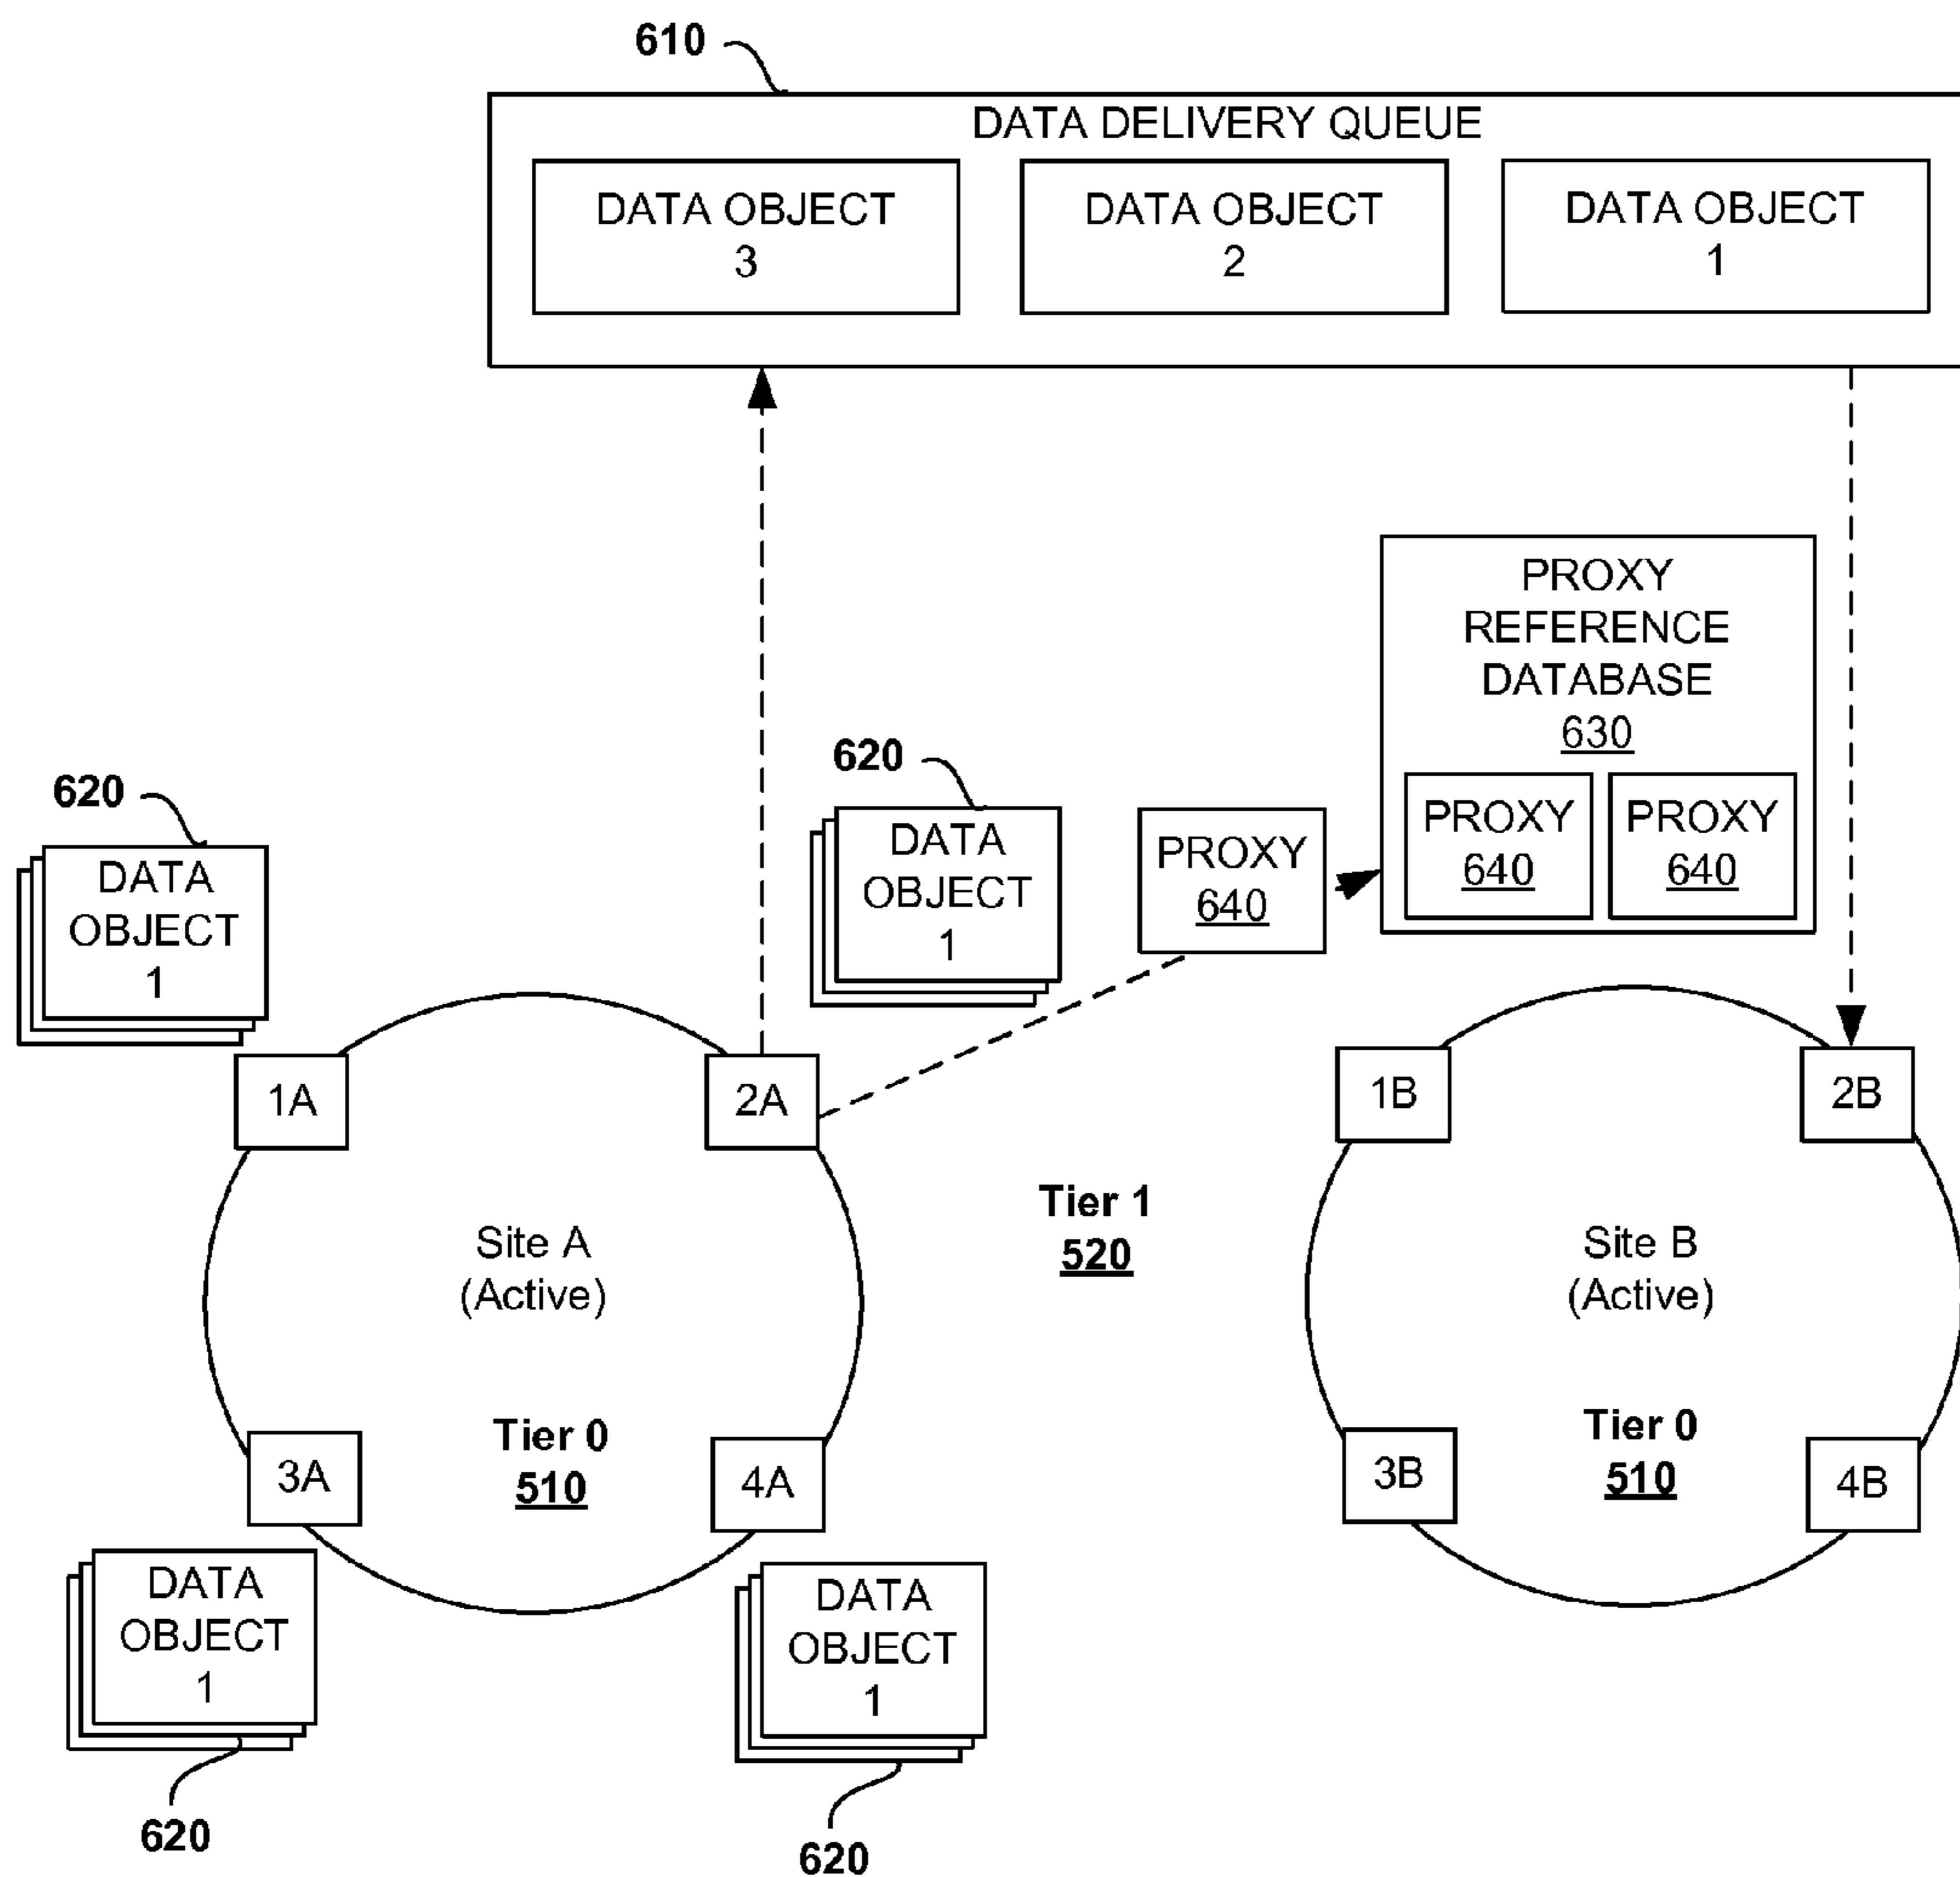 610
DATA DELIVERY QUEUE
DATA OBJECT
3
DATA OBJECT
2
DATA OBJECT
1
PROXY
REFERENCE
DATABASE
630
PROXY
640
PROXY
640
620
DATA
OBJECT
1
620
DATA
OBJECT
1
PROXY
640
1A
2A
1B
2B
Tier 1
520
Site A
(Active)
Site B
(Active)
Tier 0
510
Tier 0
510
3A
4A
3B
4B
DATA
OBJECT
1
DATA
OBJECT
1
620
620